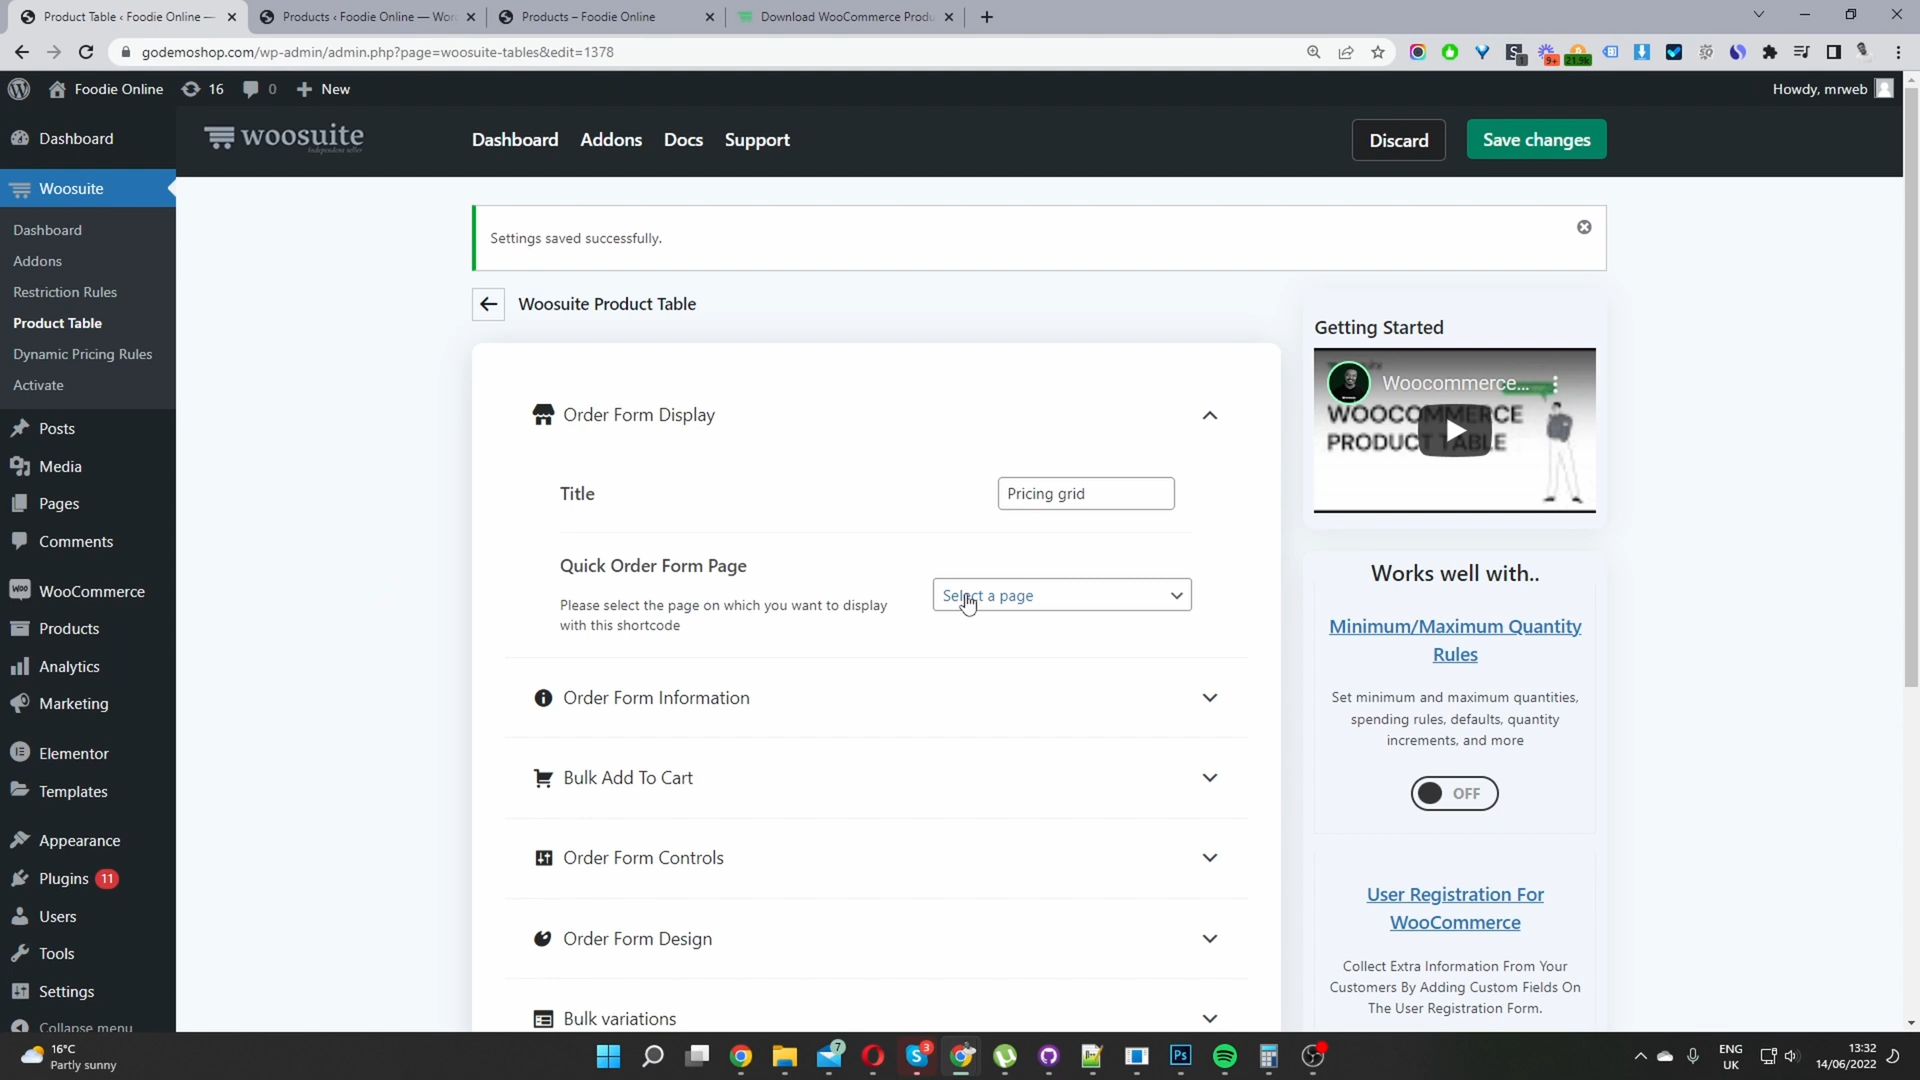 Product Table ‹ Foodie Online —
Products ‹ Foodie Online — Wor
Products – Foodie Online
Download WooCommerce Produ
godemoshop.com/wp-admin/admin.php?page=woosuite-tables&edit=1378
9+
21.9k
Foodie Online
16
0
New
Howdy, mrweb
woosuite
Independent seller
Dashboard
Addons
Docs
Support
Discard
Save changes
Dashboard
Woosuite
Dashboard
Addons
Restriction Rules
Product Table
Dynamic Pricing Rules
Activate
Posts
Media
Pages
Comments
WooCommerce
Products
Analytics
Marketing
Elementor
Templates
Appearance
Plugins 11
Users
Tools
Settings
Collapse menu
Settings saved successfully.
Woosuite Product Table
Order Form Display
Title
Pricing grid
Quick Order Form Page
Please select the page on which you want to display
with this shortcode
Select a page
Order Form Information
Bulk Add To Cart
Order Form Controls
Order Form Design
Bulk variations
Getting Started
Woocommerce...
WOOCOMMERCE
PRODUCT TABLE
Works well with..
Minimum/Maximum Quantity
Rules
Set minimum and maximum quantities,
spending rules, defaults, quantity
increments, and more
OFF
User Registration For
WooCommerce
Collect Extra Information From Your
Customers By Adding Custom Fields On
The User Registration Form.
16°C
Partly sunny
7
3
Ps
ENG
UK
13:32
14/06/2022